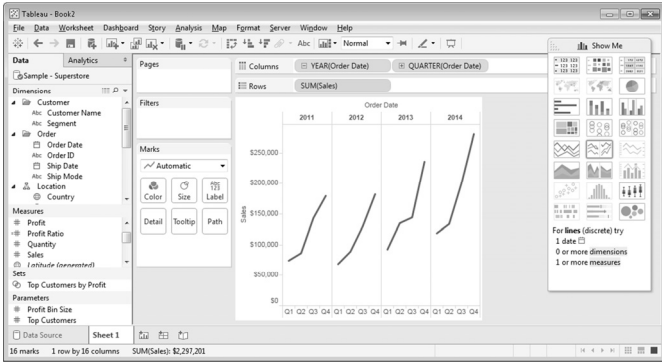 Tableau - Book2
File Data Worksheet Dashboard Story Analysis Map Format Server Window Help
Abc Normal
Data Analytics
Sample - Superstore
Dimensions
Customer
Abc Customer Name
Abc Segment
Order
Order Date
Abc Order ID
Ship Date
Abc Ship Mode
Location
Country
Measures
# Profit
=# Profit Ratio
# Quantity
# Sales
Latitude (generated)
Sets
Top Customers by Profit
Parameters
# Profit Bin Size
# Top Customers
Pages
Filters
Marks
Automatic
Color Size Abc 123 Label
Detail Tooltip Path
Columns YEAR(Order Date) QUARTER(Order Date)
Rows SUM(Sales)
Order Date
2011 2012 2013 2014
Sales
$250,000
$200,000
$150,000
$100,000
$50,000
$0
Q1 Q2 Q3 Q4 Q1 Q2 Q3 Q4 Q1 Q2 Q3 Q4 Q1 Q2 Q3 Q4
Show Me
For lines (discrete) try
1 date
0 or more dimensions
1 or more measures
Data Source Sheet 1
16 marks 1 row by 16 columns SUM(Sales): $2,297,201